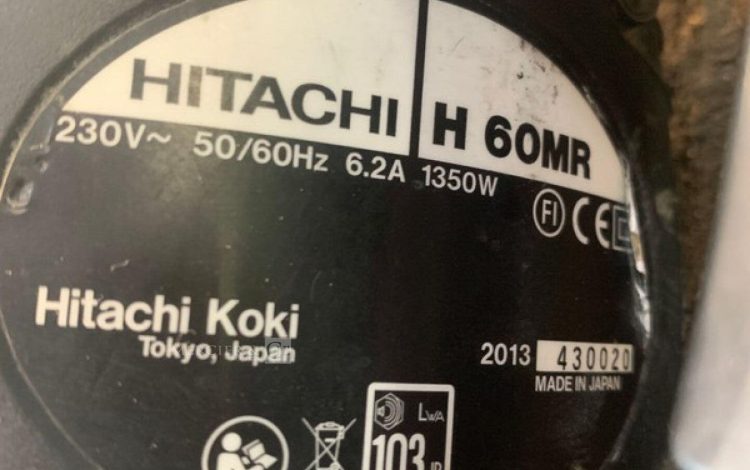 HITACHI H 60MR
230V~ 50/60Hz 6.2A 1350W
FI CE
Hitachi Koki
Tokyo, Japan
2013 430020
MADE IN JAPAN
LWA
103